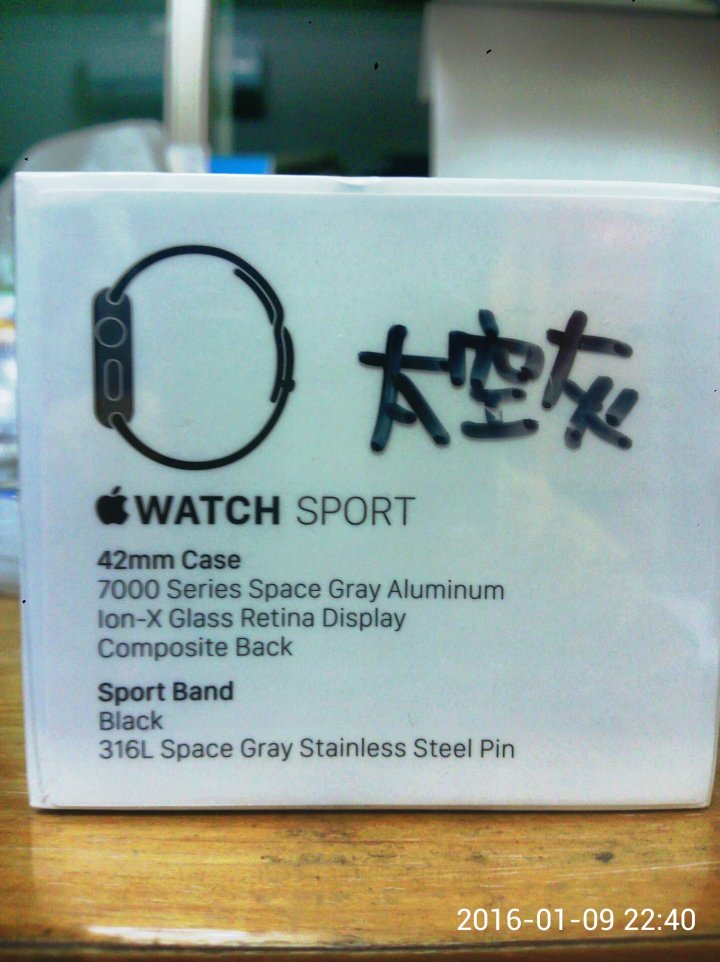 太空灰
WATCH SPORT
42mm Case
7000 Series Space Gray Aluminum
Ion-X Glass Retina Display
Composite Back
Sport Band
Black
316L Space Gray Stainless Steel Pin
2016-01-09 22:40